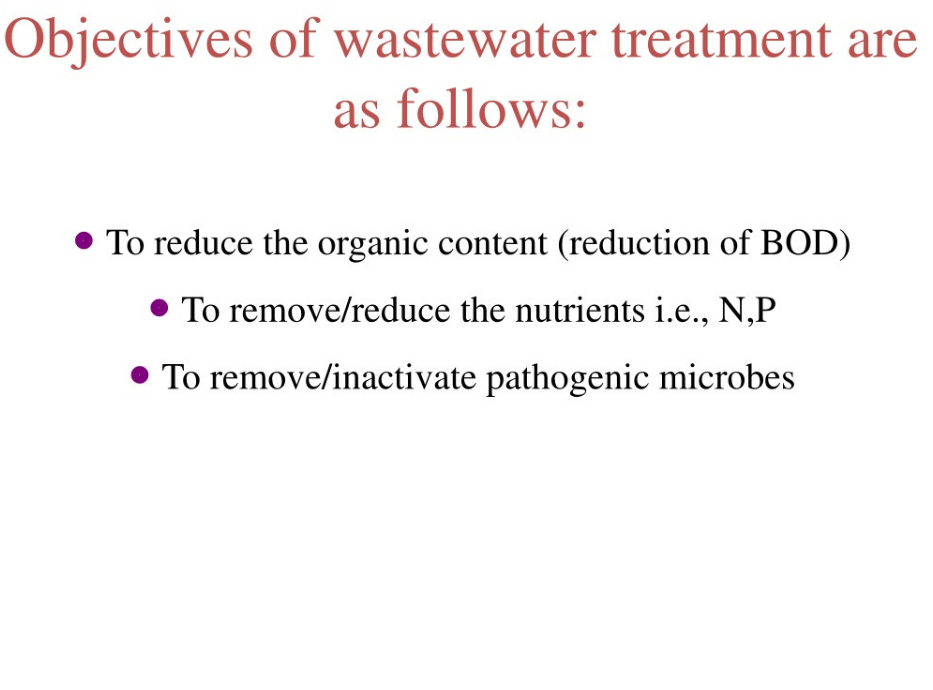 Objectives of wastewater treatment are
as follows:
• To reduce the organic content (reduction of BOD)
• To remove/reduce the nutrients i.e., N,P
• To remove/inactivate pathogenic microbes